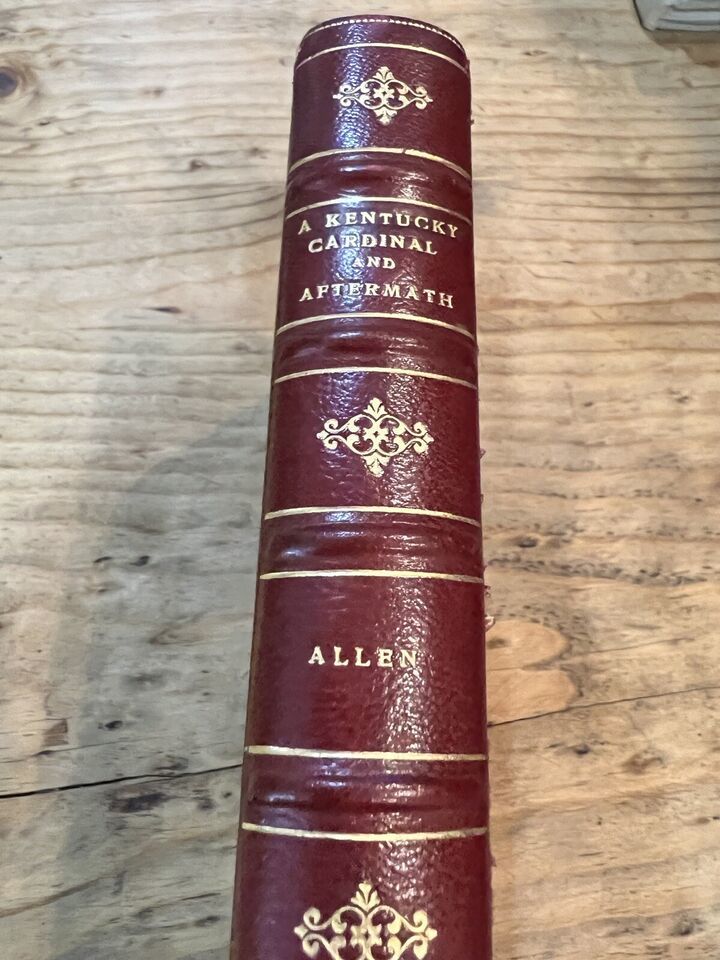 A KENTUCKY
CARDINAL
AND
AFTERMATH
ALLEN